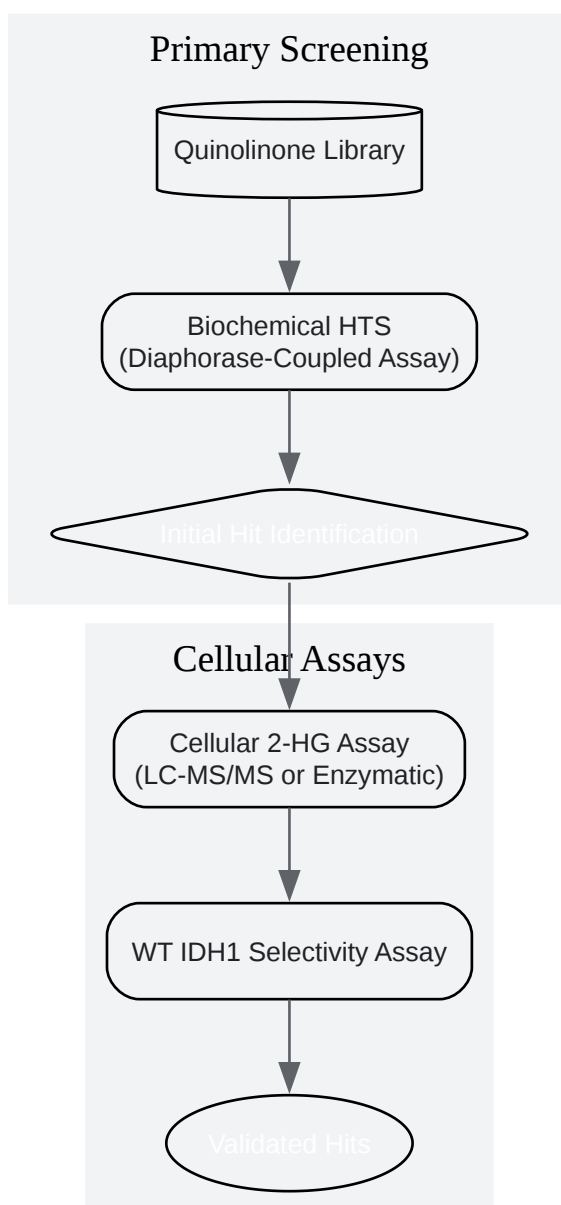 Primary Screening
Quinolinone Library
Biochemical HTS
(Diaphorase-Coupled Assay)
Initial Hit Identification
Cellular Assays
Cellular 2-HG Assay
(LC-MS/MS or Enzymatic)
WT IDH1 Selectivity Assay
Validated Hits